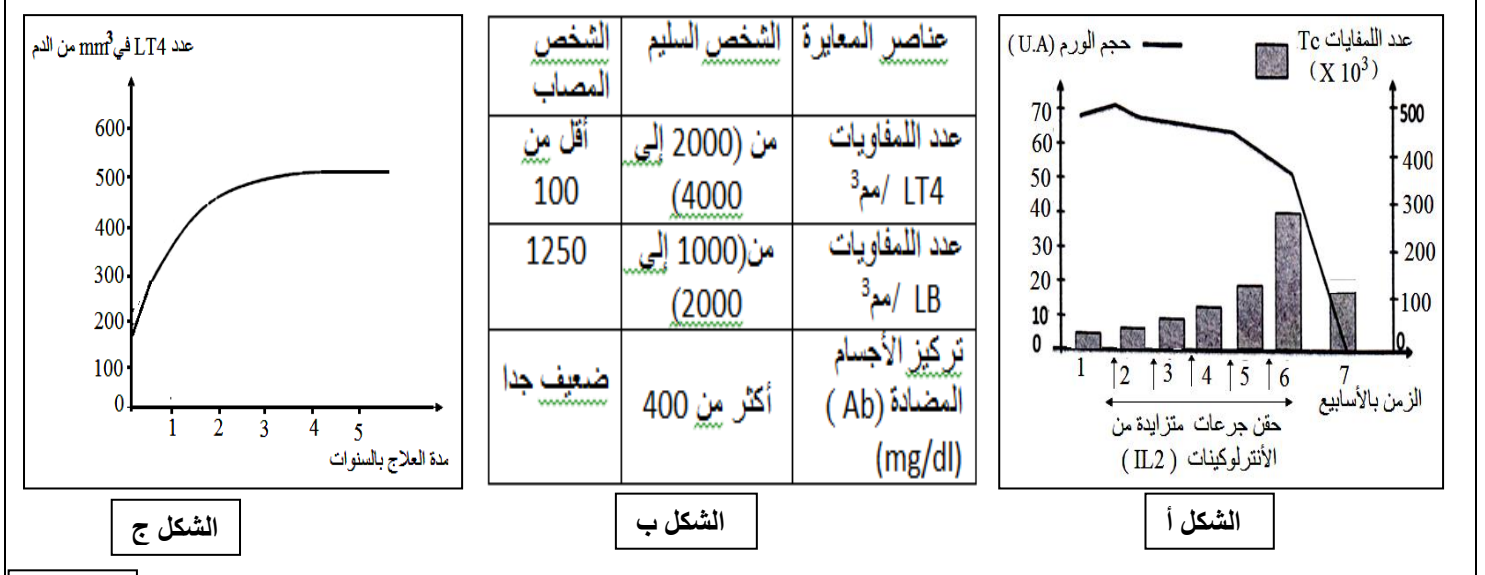 عدد اللمفايات Tc
(X 10³)
حجم الورم (U.A)
70
60
50
40
30
20
10
0
500
400
300
200
100
0
1 2 3 4 5 6 7
الزمن بالأسابيع
حقن جرعات متزايدة من
الأنترلوكينات (IL2)
الشكل أ
عناصر المعايرة الشخص السليم الشخص
المصاب
عدد اللمفاويات من (2000 إلى أقل من
LT4 /مم³ 4000) 100
عدد اللمفاويات من(1000 إلى 1250
LB /مم³ 2000)
تركيز الأجسام
المضادة (Ab) أكثر من 400 ضعيف جدا
(mg/dl)
الشكل ب
عدد LT4 في mm³ من الدم
600
500
400
300
200
100
0
1 2 3 4 5
مدة العلاج بالسنوات
الشكل ج